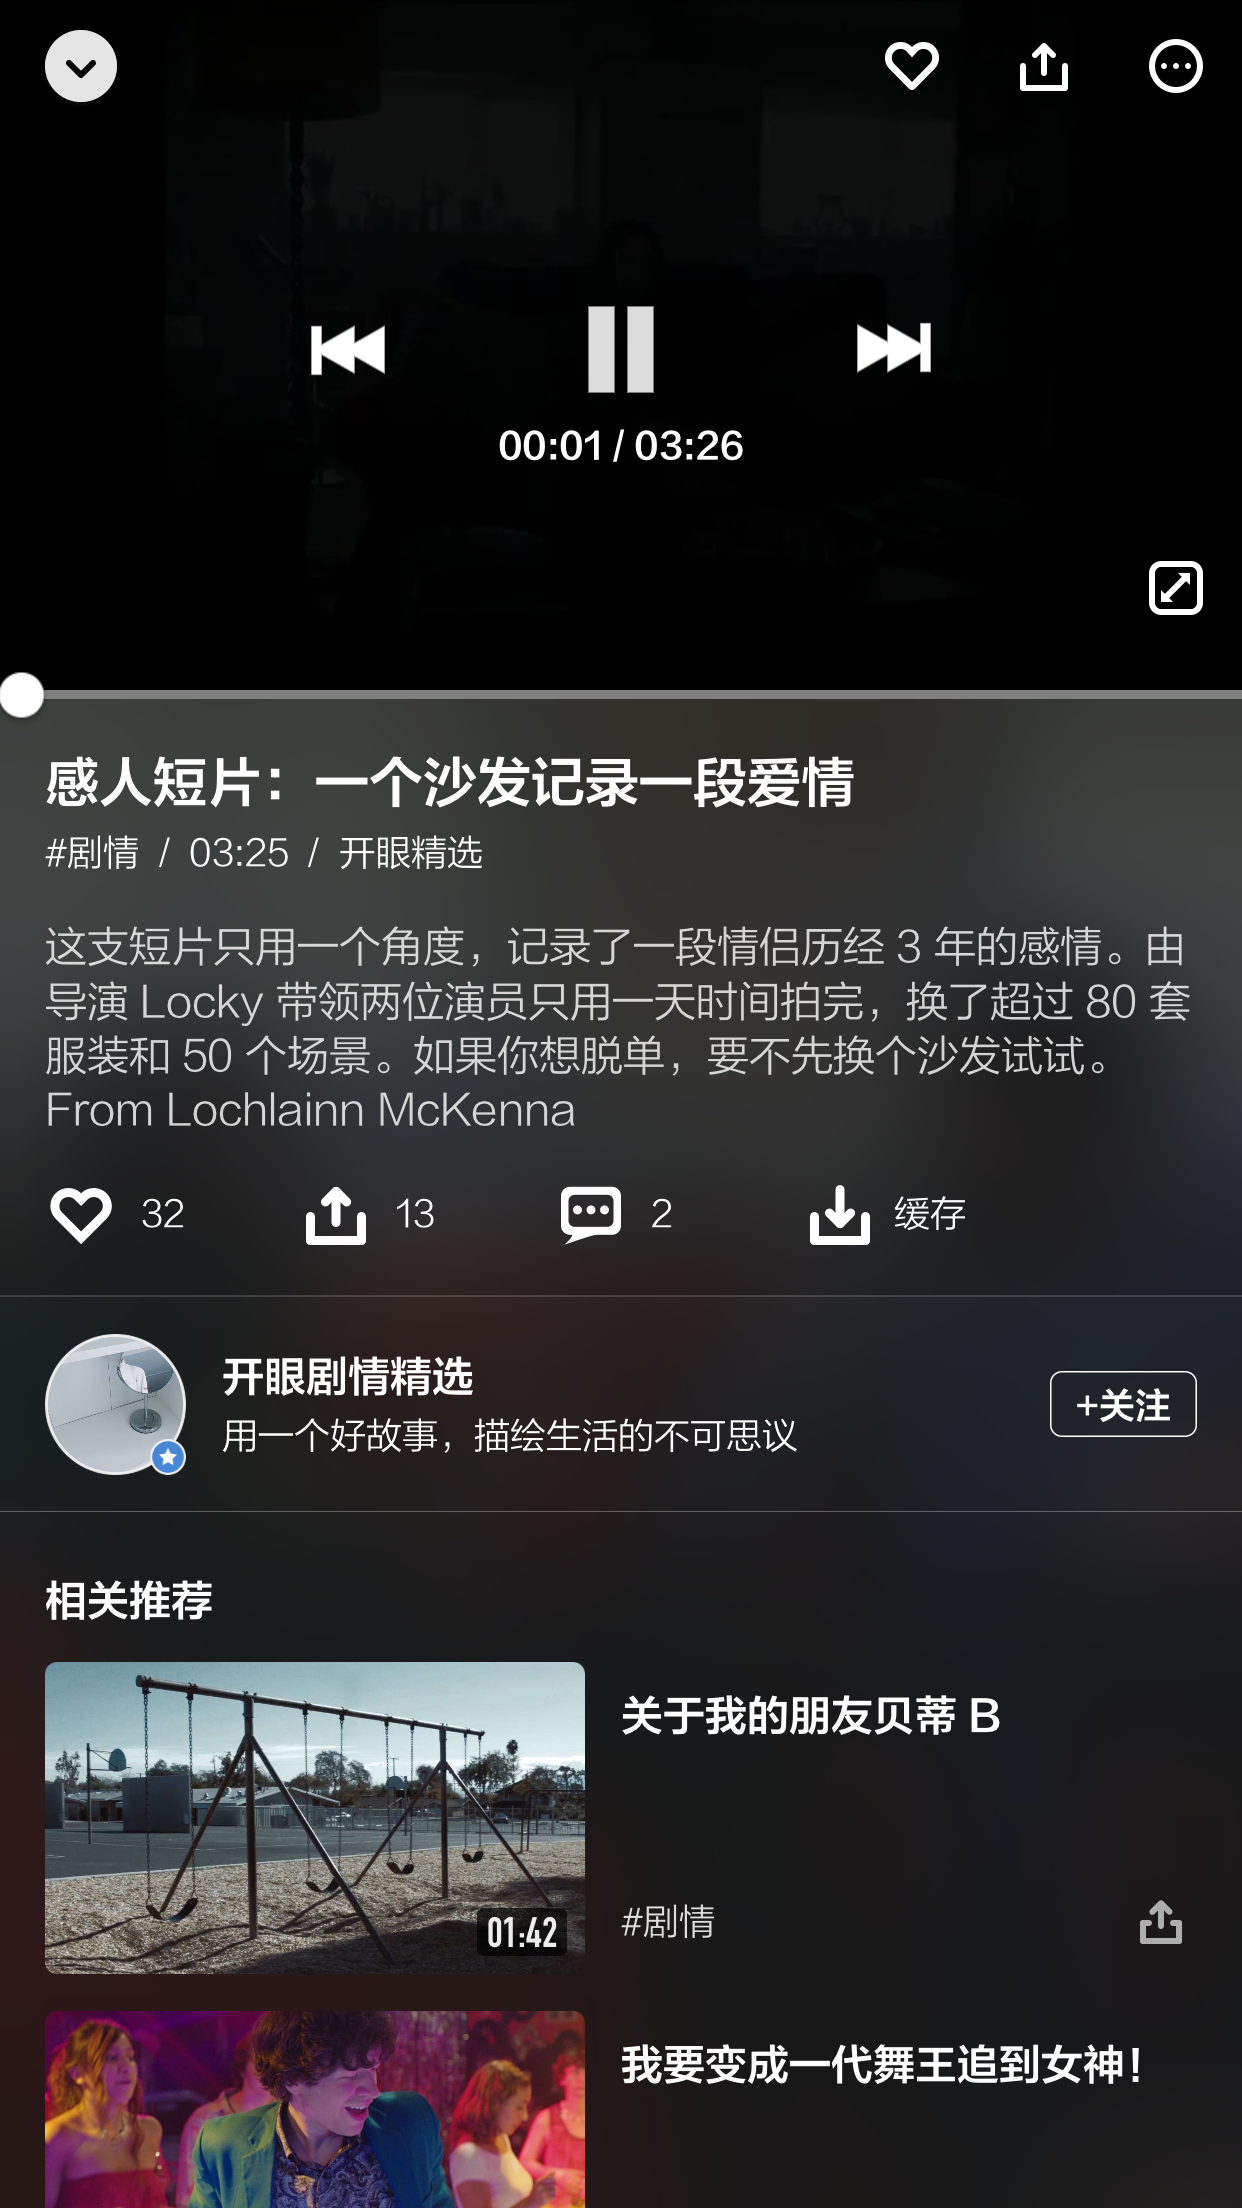 00:01 / 03:26
感人短片：一个沙发记录一段爱情
#剧情 / 03:25 / 开眼精选
这支短片只用一个角度，记录了一段情侣历经 3 年的感情。由
导演 Locky 带领两位演员只用一天时间拍完，换了超过 80 套
服装和 50 个场景。如果你想脱单，要不先换个沙发试试。
From Lochlainn McKenna
32 13 2 缓存
开眼剧情精选
用一个好故事，描绘生活的不可思议
+关注
相关推荐
关于我的朋友贝蒂 B
#剧情
01:42
我要变成一代舞王追到女神！